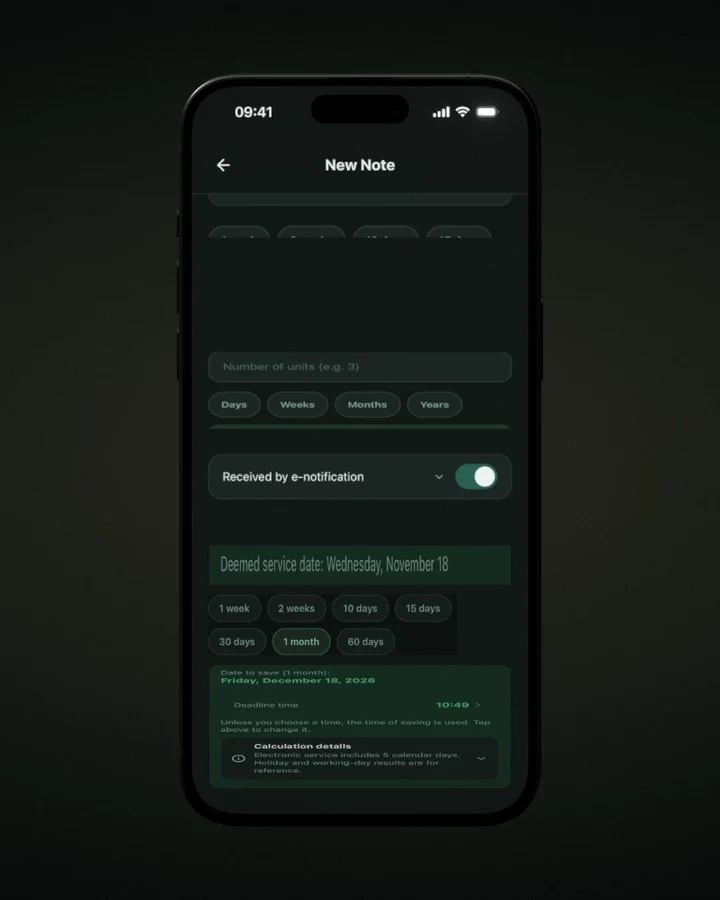 09:41
New Note
Number of units (e.g. 3)
Days Weeks Months Years
Received by e-notification
Deemed service date: Wednesday, November 18
1 week 2 weeks 10 days 15 days
30 days 1 month 60 days
Date to save (1 month):
Friday, December 18, 2026
Deadline time 10:49
Unless you choose a time, the time of saving is used. Tap
above to change it.
Calculation details
Electronic service includes 5 calendar days.
Holiday and working-day results are for
reference.